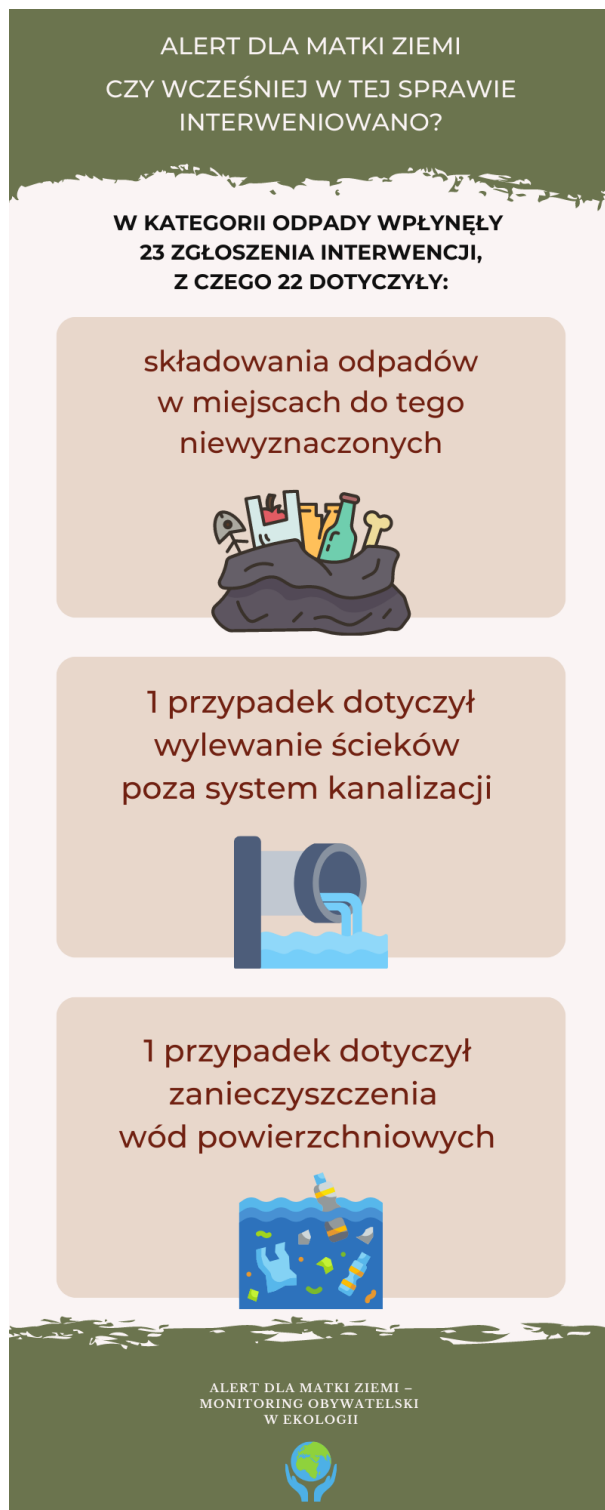 ALERT DLA MATKI ZIEMI
CZY WCZEŚNIEJ W TEJ SPRAWIE
INTERWENIOWANO?
W KATEGORII ODPADY WPŁYNĘŁY
23 ZGŁOSZENIA INTERWENCJI,
Z CZEGO 22 DOTYCZYŁY:
składowania odpadów
w miejscach do tego
niewyznaczonych
1 przypadek dotyczył
wylewanie ścieków
poza system kanalizacji
1 przypadek dotyczył
zanieczyszczenia
wód powierzchniowych
ALERT DLA MATKI ZIEMI –
MONITORING OBYWATELSKI
W EKOLOGII